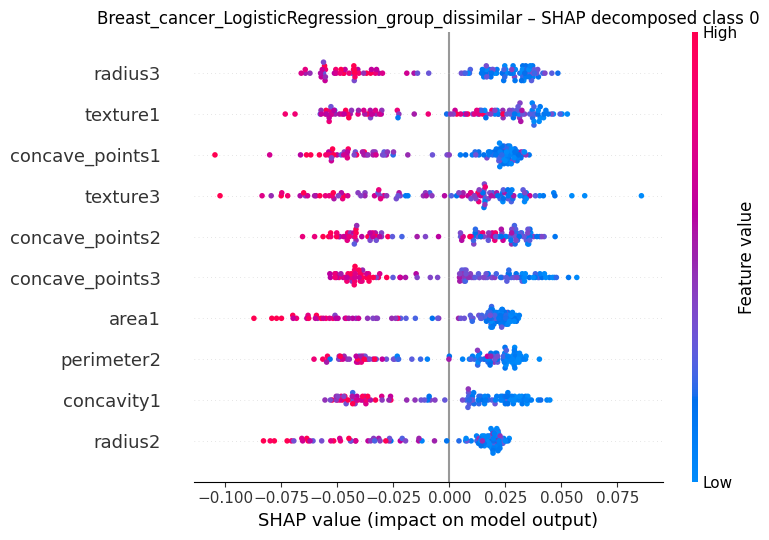 Breast_cancer_LogisticRegression_group_dissimilar – SHAP decomposed class 0
High
radius3
texture1
concave_points1
texture3
concave_points2
concave_points3
area1
perimeter2
concavity1
radius2
Feature value
Low
−0.100 −0.075 −0.050 −0.025 0.000 0.025 0.050 0.075
SHAP value (impact on model output)